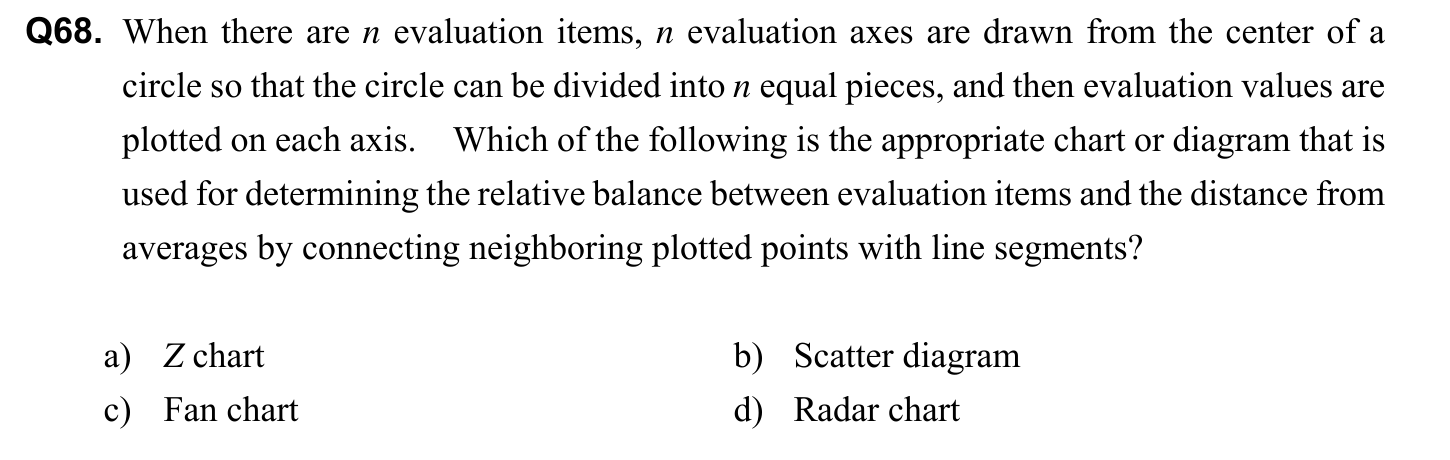 Q68. When there are n evaluation items, n evaluation axes are drawn from the center of a
circle so that the circle can be divided into n equal pieces, and then evaluation values are
plotted on each axis. Which of the following is the appropriate chart or diagram that is
used for determining the relative balance between evaluation items and the distance from
averages by connecting neighboring plotted points with line segments?
a) Z chart b) Scatter diagram
c) Fan chart d) Radar chart